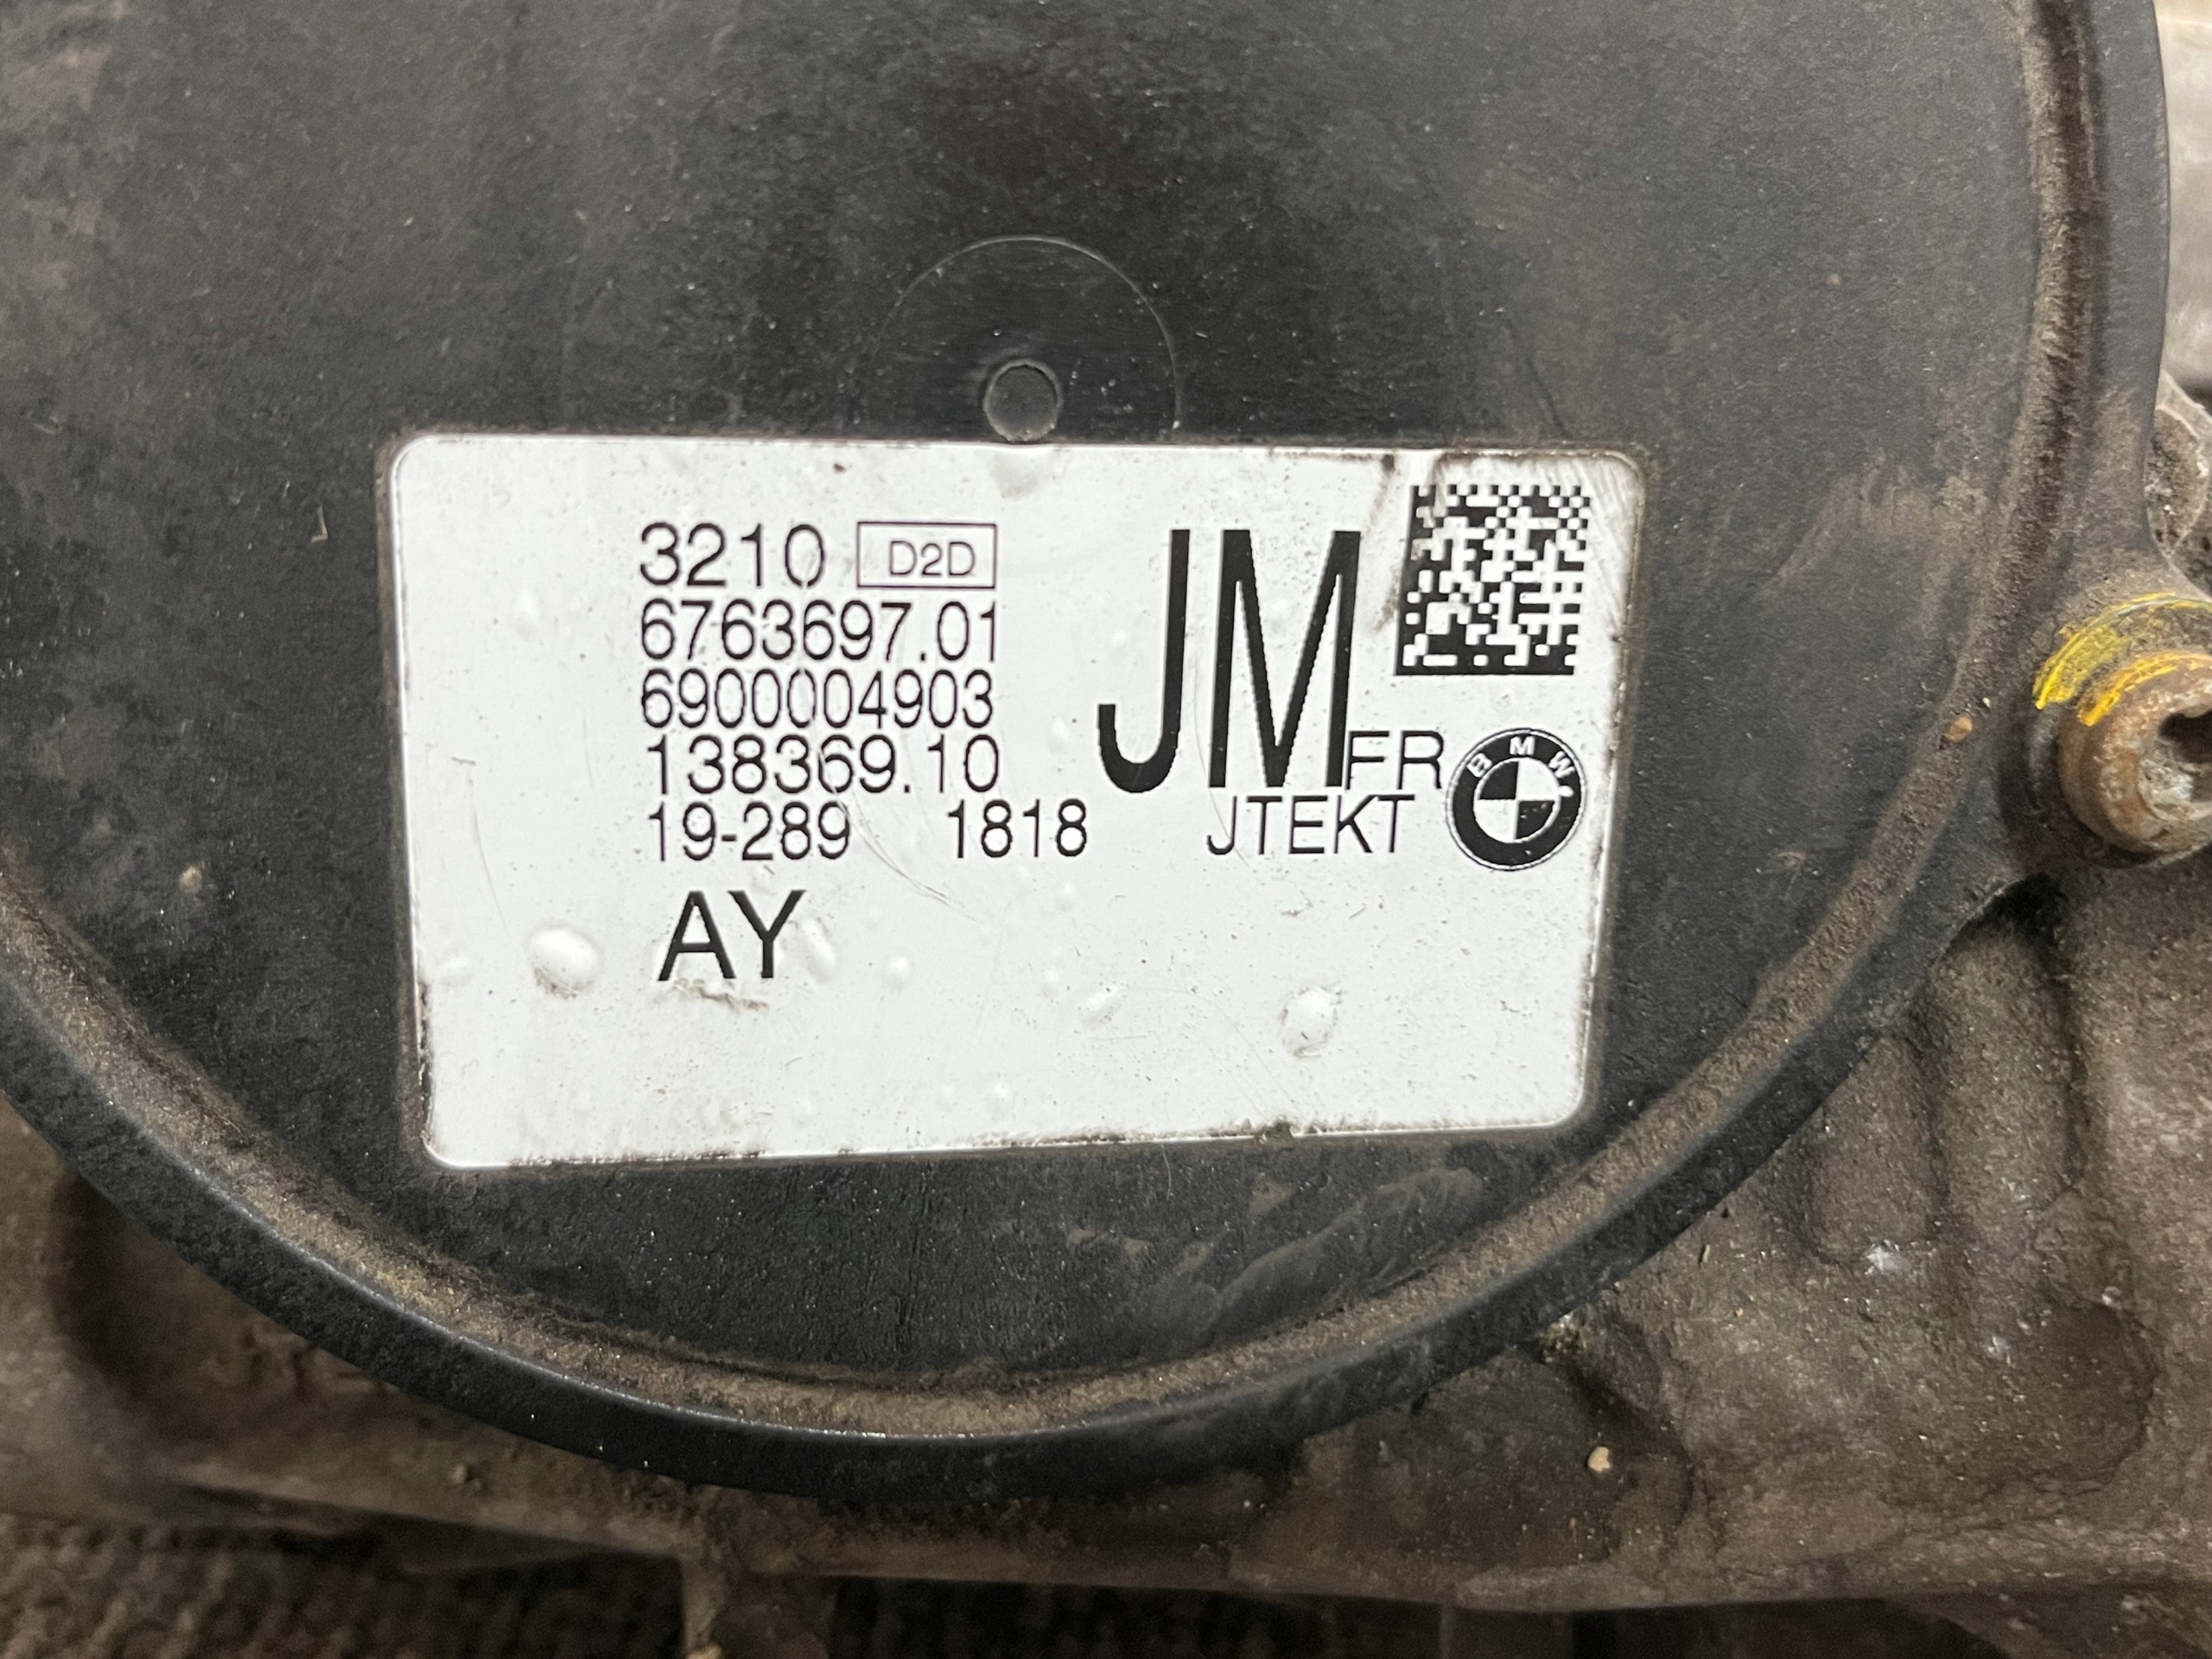 3210 D2D
6763697.01
6900004903
138369.10
19-289 1818
AY
JM FR
JTEKT
BMW